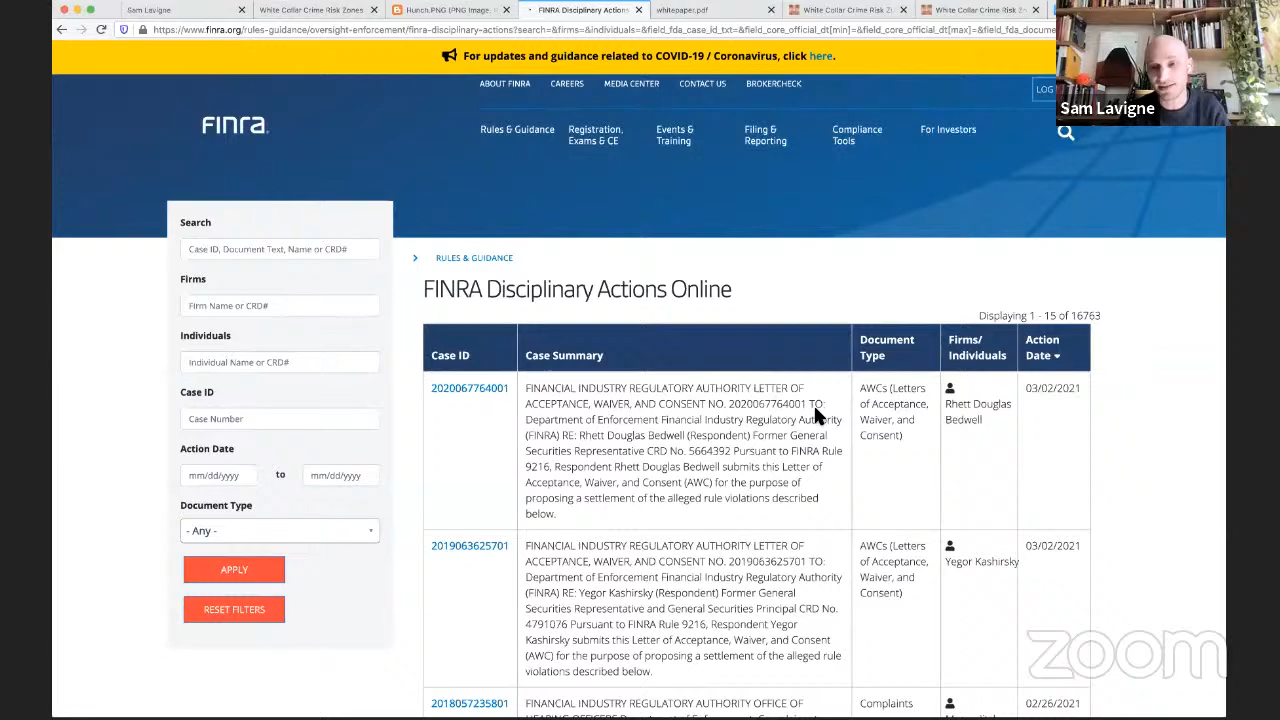 Sam Lavigne
White Collar Crime Risk Zones
Hunch.PNG (PNG Image,
FINRA Disciplinary Actions
whitepaper.pdf
White Collar Crime Risk Zi
White Collar Crime Risk Zone
https://www.finra.org/rules-guidance/oversight-enforcement/finra-disciplinary-actions?search=&firms=&individuals=&field_fda_case_id_txt=&field_core_official_dt[min]=&field_core_official_dt[max]=&field_fda_docume
For updates and guidance related to COVID-19 / Coronavirus, click here.
ABOUT FINRA
CAREERS
MEDIA CENTER
CONTACT US
BROKERCHECK
LOG
Sam Lavigne
finra
Rules & Guidance
Registration,
Exams & CE
Events &
Training
Filing &
Reporting
Compliance
Tools
For Investors
Search
Case ID, Document Text, Name or CRD#
Firms
Firm Name or CRD#
Individuals
Individual Name or CRD#
Case ID
Case Number
Action Date
mm/dd/yyyy
to
mm/dd/yyyy
Document Type
- Any -
APPLY
RESET FILTERS
RULES & GUIDANCE
FINRA Disciplinary Actions Online
Displaying 1 - 15 of 16763
Case ID
Case Summary
Document
Type
Firms/
Individuals
Action
Date
2020067764001
FINANCIAL INDUSTRY REGULATORY AUTHORITY LETTER OF
ACCEPTANCE, WAIVER, AND CONSENT NO. 2020067764001 TO:
Department of Enforcement Financial Industry Regulatory Authority
(FINRA) RE: Rhett Douglas Bedwell (Respondent) Former General
Securities Representative CRD No. 5664392 Pursuant to FINRA Rule
9216, Respondent Rhett Douglas Bedwell submits this Letter of
Acceptance, Waiver, and Consent (AWC) for the purpose of
proposing a settlement of the alleged rule violations described
below.
AWCs (Letters
of Acceptance,
Waiver, and
Consent)
Rhett Douglas
Bedwell
03/02/2021
2019063625701
FINANCIAL INDUSTRY REGULATORY AUTHORITY LETTER OF
ACCEPTANCE, WAIVER, AND CONSENT NO. 2019063625701 TO:
Department of Enforcement Financial Industry Regulatory Authority
(FINRA) RE: Yegor Kashirsky (Respondent) Former General
Securities Representative and General Securities Principal CRD No.
4791076 Pursuant to FINRA Rule 9216, Respondent Yegor
Kashirsky submits this Letter of Acceptance, Waiver, and Consent
(AWC) for the purpose of proposing a settlement of the alleged rule
violations described below.
AWCs (Letters
of Acceptance,
Waiver, and
Consent)
Yegor Kashirsky
03/02/2021
zoom
2018057235801
FINANCIAL INDUSTRY REGULATORY AUTHORITY OFFICE OF
Complaints
02/26/2021